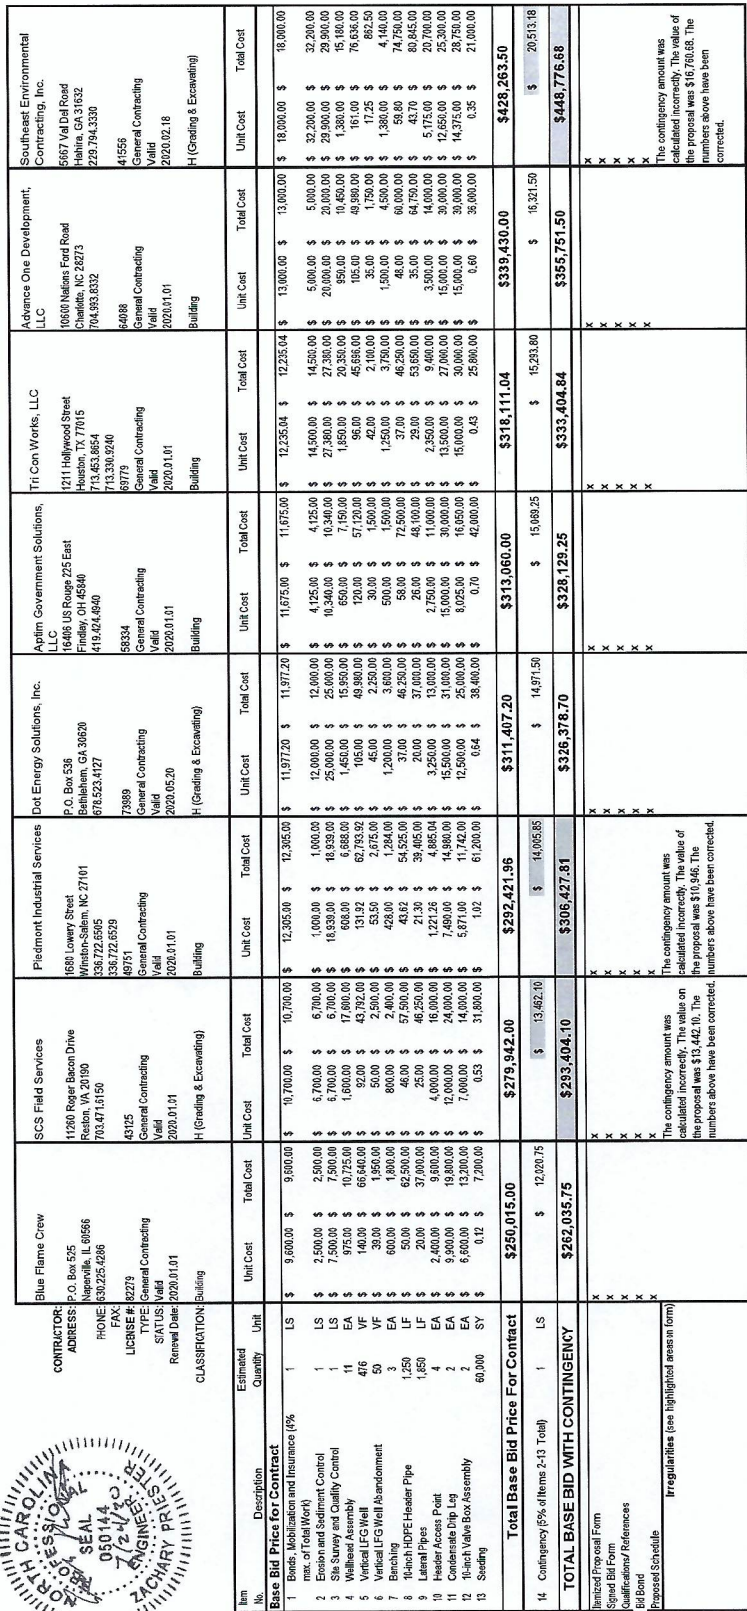 NORTH CAROLINA
SEAL
050144
7/24/20
ENGINEER
ZACHARY PRIESTER
CONTRACTOR: Blue Flame Crew | SCS Field Services | Piedmont Industrial Services | Dot Energy Solutions, Inc. | Aptim Government Solutions, LLC | Tri Con Works, LLC | Advance One Development, LLC | Southeast Environmental Contracting, Inc.
ADDRESS: P.O. Box 525 | 11260 Roger Bacon Drive | 1680 Lowery Street | P.O. Box 536 | 16406 US Rouge 225 East | 1211 Hollywood Street | 10600 Nations Ford Road | 5667 Val Del Road
Naperville, IL 60566 | Reston, VA 20190 | Winston-Salem, NC 27101 | Bethlehem, GA 30620 | Findlay, OH 45840 | Houston, TX 77015 | Charlotte, NC 28273 | Hahira, GA 31632
PHONE: 630.225.4286 | 703.471.6150 | 336.722.6505 | 678.523.4127 | 419.424.4940 | 713.453.8654 | 704.993.8332 | 229.794.3330
FAX: 336.722.6529 | 713.330.9240
LICENSE #: 82279 | 43125 | 49751 | 73989 | 58334 | 69779 | 64088 | 41556
TYPE: General Contracting | General Contracting | General Contracting | General Contracting | General Contracting | General Contracting | General Contracting | General Contracting
STATUS: Valid | Valid | Valid | Valid | Valid | Valid | Valid | Valid
Renewal Date: 2020.01.01 | 2020.01.01 | 2020.01.01 | 2020.05.20 | 2020.01.01 | 2020.01.01 | 2020.01.01 | 2020.02.18
CLASSIFICATION: Building | H (Grading & Excavating) | Building | H (Grading & Excavating) | Building | Building | Building | H (Grading & Excavating)
Item No. | Description | Estimated Quantity | Unit | Unit Cost | Total Cost | Unit Cost | Total Cost | Unit Cost | Total Cost | Unit Cost | Total Cost | Unit Cost | Total Cost | Unit Cost | Total Cost | Unit Cost | Total Cost | Unit Cost | Total Cost
Base Bid Price for Contract
1 Bonds, Mobilization and Insurance (4% max. of Total Work) 1 LS $ 9,600.00 $ 9,600.00 $ 10,700.00 $ 10,700.00 $ 12,305.00 $ 12,305.00 $ 11,977.20 $ 11,977.20 $ 11,675.00 $ 11,675.00 $ 12,235.04 $ 12,235.04 $ 13,000.00 $ 13,000.00 $ 18,000.00 $ 18,000.00
2 Erosion and Sediment Control 1 LS $ 2,500.00 $ 2,500.00 $ 6,700.00 $ 6,700.00 $ 1,000.00 $ 1,000.00 $ 12,000.00 $ 12,000.00 $ 4,125.00 $ 4,125.00 $ 14,500.00 $ 14,500.00 $ 5,000.00 $ 5,000.00 $ 32,200.00 $ 32,200.00
3 Site Survey and Quality Control 1 LS $ 7,500.00 $ 7,500.00 $ 6,700.00 $ 6,700.00 $ 18,939.00 $ 18,939.00 $ 25,000.00 $ 25,000.00 $ 10,340.00 $ 10,340.00 $ 27,380.00 $ 27,380.00 $ 20,000.00 $ 20,000.00 $ 29,900.00 $ 29,900.00
4 Wellhead Assembly 11 EA $ 975.00 $ 10,725.00 $ 1,600.00 $ 17,600.00 $ 608.00 $ 6,688.00 $ 1,450.00 $ 15,950.00 $ 650.00 $ 7,150.00 $ 1,850.00 $ 20,350.00 $ 950.00 $ 10,450.00 $ 1,380.00 $ 15,180.00
5 Vertical LFG Well 476 VF $ 140.00 $ 66,640.00 $ 92.00 $ 43,792.00 $ 131.92 $ 62,793.92 $ 105.00 $ 49,980.00 $ 120.00 $ 57,120.00 $ 96.00 $ 45,696.00 $ 105.00 $ 49,980.00 $ 161.00 $ 76,636.00
6 Vertical LFG Well Abandonment 50 VF $ 39.00 $ 1,950.00 $ 50.00 $ 2,500.00 $ 53.50 $ 2,675.00 $ 45.00 $ 2,250.00 $ 30.00 $ 1,500.00 $ 42.00 $ 2,100.00 $ 35.00 $ 1,750.00 $ 17.25 $ 862.50
7 Benching 3 EA $ 600.00 $ 1,800.00 $ 800.00 $ 2,400.00 $ 428.00 $ 1,284.00 $ 1,200.00 $ 3,600.00 $ 500.00 $ 1,500.00 $ 1,250.00 $ 3,750.00 $ 1,500.00 $ 4,500.00 $ 1,380.00 $ 4,140.00
8 10-inch HDPE Header Pipe 1,250 LF $ 50.00 $ 62,500.00 $ 46.00 $ 57,500.00 $ 43.62 $ 54,525.00 $ 37.00 $ 46,250.00 $ 58.00 $ 72,500.00 $ 37.00 $ 46,250.00 $ 48.00 $ 60,000.00 $ 59.80 $ 74,750.00
9 Lateral Pipes 1,850 LF $ 20.00 $ 37,000.00 $ 25.00 $ 46,250.00 $ 21.30 $ 39,405.00 $ 20.00 $ 37,000.00 $ 26.00 $ 48,100.00 $ 29.00 $ 53,650.00 $ 35.00 $ 64,750.00 $ 43.70 $ 80,845.00
10 Header Access Point 4 EA $ 2,400.00 $ 9,600.00 $ 4,000.00 $ 16,000.00 $ 1,221.26 $ 4,885.04 $ 3,250.00 $ 13,000.00 $ 2,750.00 $ 11,000.00 $ 2,350.00 $ 9,400.00 $ 3,500.00 $ 14,000.00 $ 5,175.00 $ 20,700.00
11 Condensate Drip Leg 2 EA $ 9,900.00 $ 19,800.00 $ 12,000.00 $ 24,000.00 $ 7,490.00 $ 14,980.00 $ 15,500.00 $ 31,000.00 $ 15,000.00 $ 30,000.00 $ 13,500.00 $ 27,000.00 $ 15,000.00 $ 30,000.00 $ 12,650.00 $ 25,300.00
12 10-inch Valve Box Assembly 2 EA $ 6,600.00 $ 13,200.00 $ 7,000.00 $ 14,000.00 $ 5,871.00 $ 11,742.00 $ 12,500.00 $ 25,000.00 $ 8,025.00 $ 16,050.00 $ 15,000.00 $ 30,000.00 $ 15,000.00 $ 30,000.00 $ 14,375.00 $ 28,750.00
13 Seeding 60,000 SY $ 0.12 $ 7,200.00 $ 0.53 $ 31,800.00 $ 1.02 $ 61,200.00 $ 0.64 $ 38,400.00 $ 0.70 $ 42,000.00 $ 0.43 $ 25,800.00 $ 0.60 $ 36,000.00 $ 0.35 $ 21,000.00
Total Base Bid Price For Contract $250,015.00 $279,942.00 $292,421.96 $311,407.20 $313,060.00 $318,111.04 $339,430.00 $428,263.50
14 Contingency (5% of Items 2-13 Total) 1 LS $ 12,020.75 $ 13,462.10 $ 14,005.85 $ 14,971.50 $ 15,069.25 $ 15,293.80 $ 16,321.50 $ 20,513.18
TOTAL BASE BID WITH CONTINGENCY $262,035.75 $293,404.10 $306,427.81 $326,378.70 $328,129.25 $333,404.84 $355,751.50 $448,776.68
Itemized Proposal Form x x x x x x x x
Signed Bid Form x x x x x x x x
Qualifications/ References x x x x x x x x
Bid Bond x x x x x x x x
Proposed Schedule x x x x x x x x
Irregularities (see highlighted areas in form)
The contingency amount was calculated incorrectly. The value on the proposal was $13,442.10. The numbers above have been corrected.
The contingency amount was calculated incorrectly. The value of the proposal was $10,946. The numbers above have been corrected.
The contingency amount was calculated incorrectly. The value of the proposal was $16,760.68. The numbers above have been corrected.